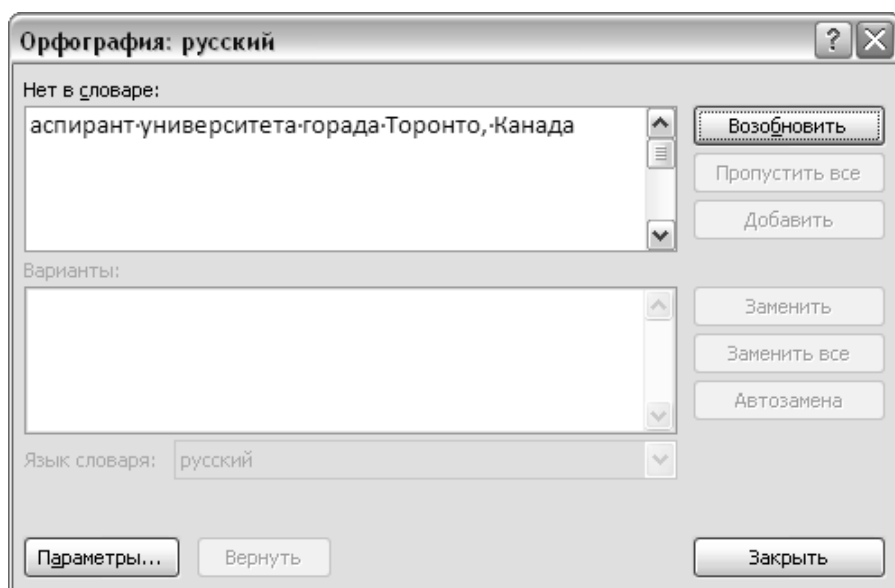 Орфография: русский
Нет в словаре:
аспирант·университета·горада·Торонто,·Канада
Возобновить
Пропустить все
Добавить
Варианты:
Заменить
Заменить все
Автозамена
Язык словаря: русский
Параметры... Вернуть Закрыть